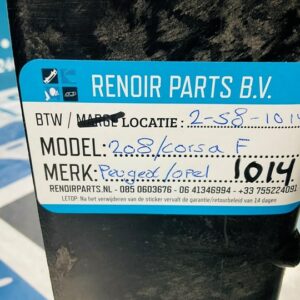 RENOIR PARTS B.V.
BTW / MARGE LOCATIE: 2-58-1014
MODEL: 208/Corsa F
MERK: Peugeot/opel 1014
RENOIRPARTS.NL - 085 0603676 - 06 41346994 - +33 755224091
LETOP: Na het verwijderen van de sticker vervalt de garantie/retourbeleid van 14 dagen